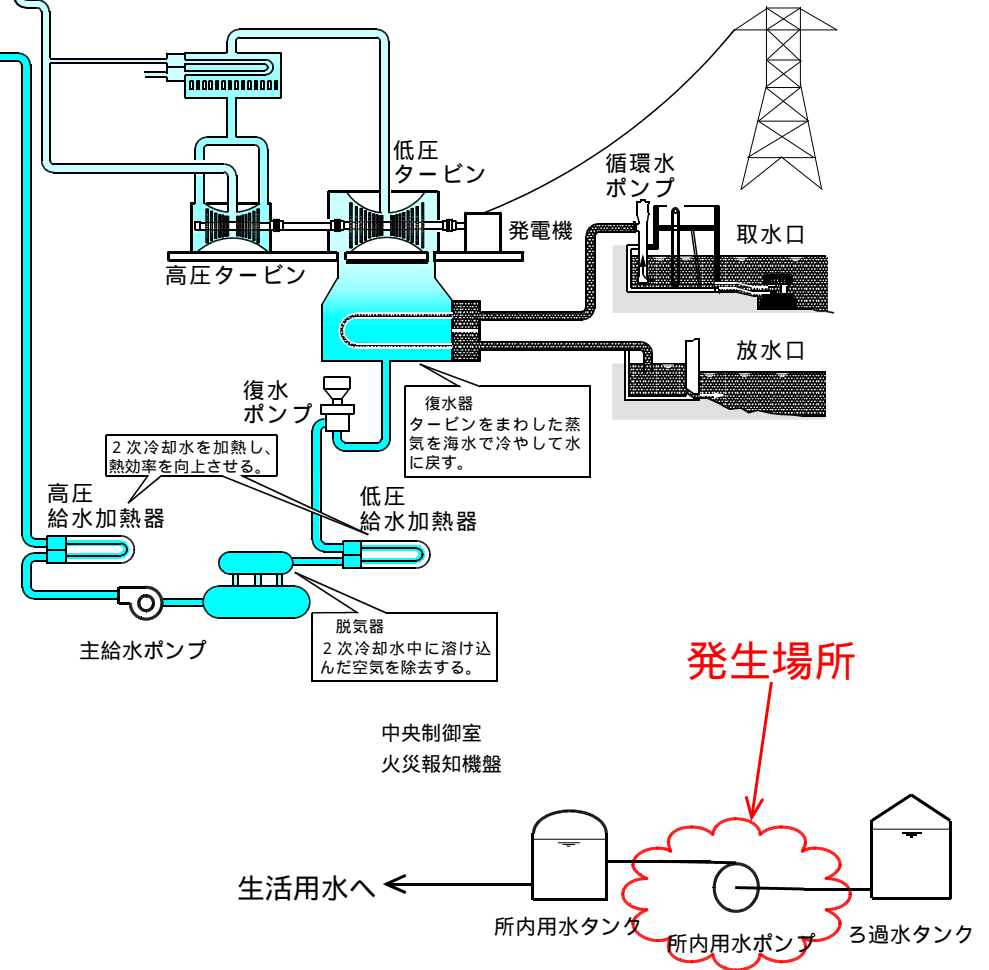 低圧
タービン
循環水
ポンプ
発電機
取水口
高圧タービン
放水口
復水
ポンプ
復水器
タービンをまわした蒸
気を海水で冷やして水
に戻す。
２次冷却水を加熱し、
熱効率を向上させる。
高圧
給水加熱器
低圧
給水加熱器
主給水ポンプ
脱気器
２次冷却水中に溶け込
んだ空気を除去する。
発生場所
中央制御室
火災報知機盤
生活用水へ
所内用水タンク
所内用水ポンプ
ろ過水タンク